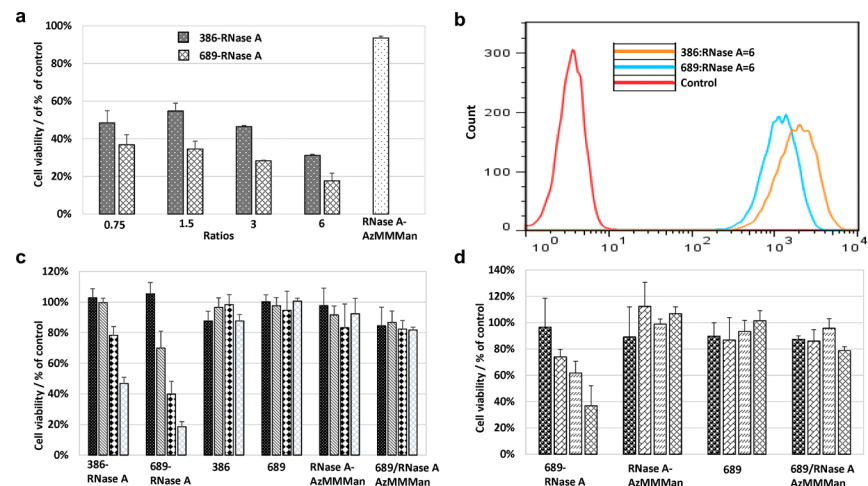 a
386-RNase A
689-RNase A
Cell viability / of % of control
100%
80%
60%
40%
20%
0%
0.75
1.5
3
6
RNase A-
AzMMMan
Ratios
b
386:RNase A=6
689:RNase A=6
Control
Count
300
200
100
0
10⁰
10¹
10²
10³
10⁴
c
Cell viability / % of control
120%
100%
80%
60%
40%
20%
0%
386-
RNase A
689-
RNase A
386
689
RNase A-
AzMMMan
689/RNase A
AzMMMan
d
Cell viability / % of control
140%
120%
100%
80%
60%
40%
20%
0%
689-
RNase A
RNase A-
AzMMMan
689
689/RNase A
AzMMMan